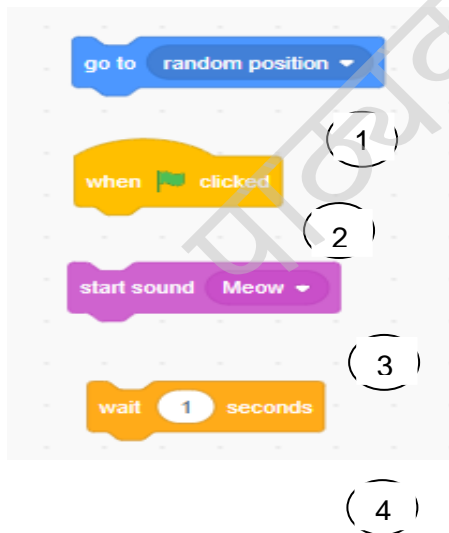 go to random position
1
when clicked
2
start sound Meow
3
wait 1 seconds
4